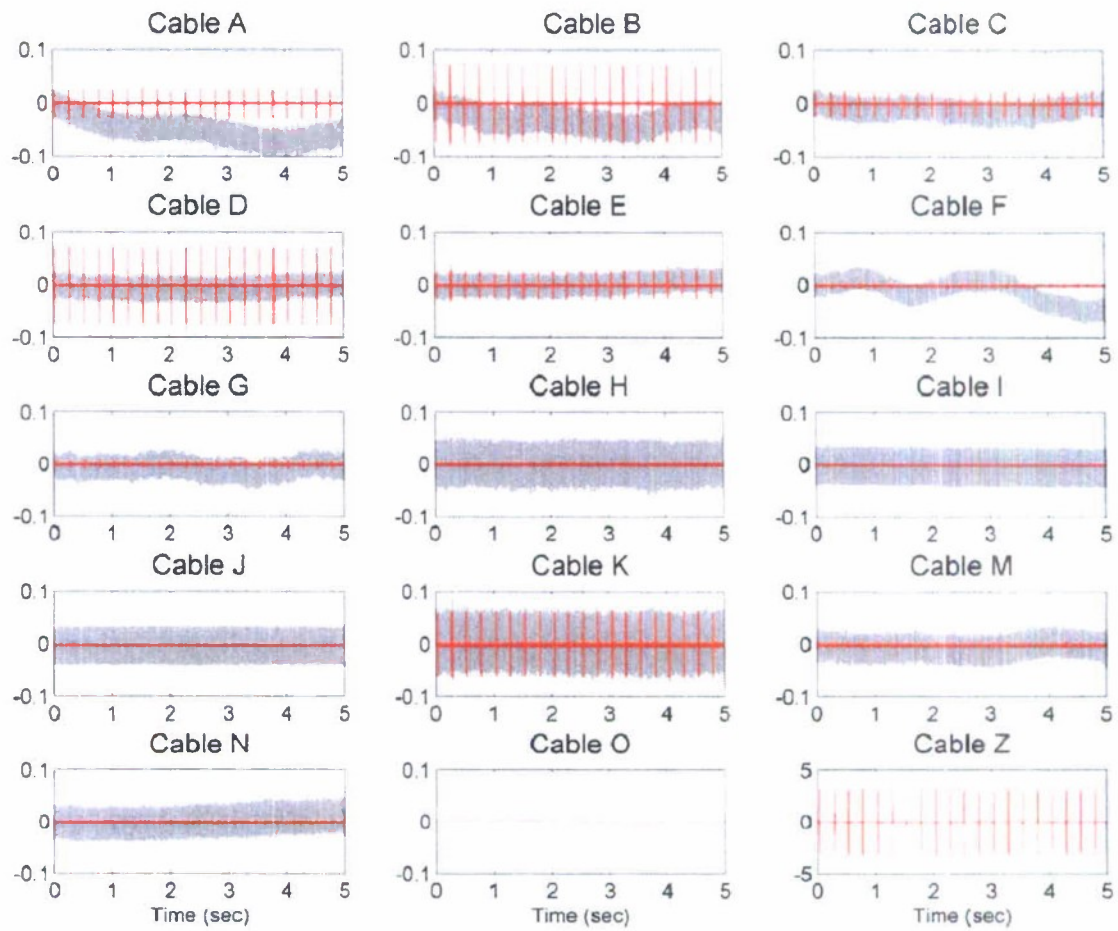 Cable A Cable B Cable C
0.1 0.1 0.1
0 0 0
-0.1 -0.1 -0.1
0 1 2 3 4 5 0 1 2 3 4 5 0 1 2 3 4 5
Cable D Cable E Cable F
0.1 0.1 0.1
0 0 0
-0.1 -0.1 -0.1
0 1 2 3 4 5 0 1 2 3 4 5 0 1 2 3 4 5
Cable G Cable H Cable I
0.1 0.1 0.1
0 0 0
-0.1 -0.1 -0.1
0 1 2 3 4 5 0 1 2 3 4 5 0 1 2 3 4 5
Cable J Cable K Cable M
0.1 0.1 0.1
0 0 0
-0.1 -0.1 -0.1
0 1 2 3 4 5 0 1 2 3 4 5 0 1 2 3 4 5
Cable N Cable O Cable Z
0.1 0.1 5
0 0 0
-0.1 -0.1 -5
0 1 2 3 4 5 0 1 2 3 4 5 0 1 2 3 4 5
Time (sec) Time (sec) Time (sec)